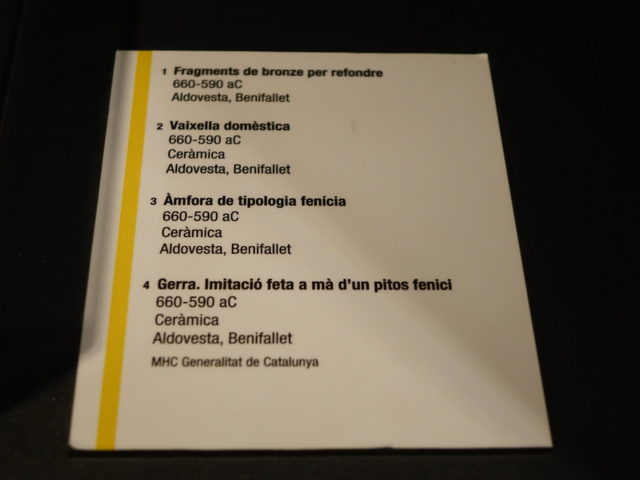 1 Fragments de bronze per refondre
660-590 aC
Aldovesta, Benifallet
2 Vaixella domèstica
660-590 aC
Ceràmica
Aldovesta, Benifallet
3 Àmfora de tipologia fenícia
660-590 aC
Ceràmica
Aldovesta, Benifallet
4 Gerra. Imitació feta a mà d'un pitos fenici
660-590 aC
Ceràmica
Aldovesta, Benifallet
MHC Generalitat de Catalunya